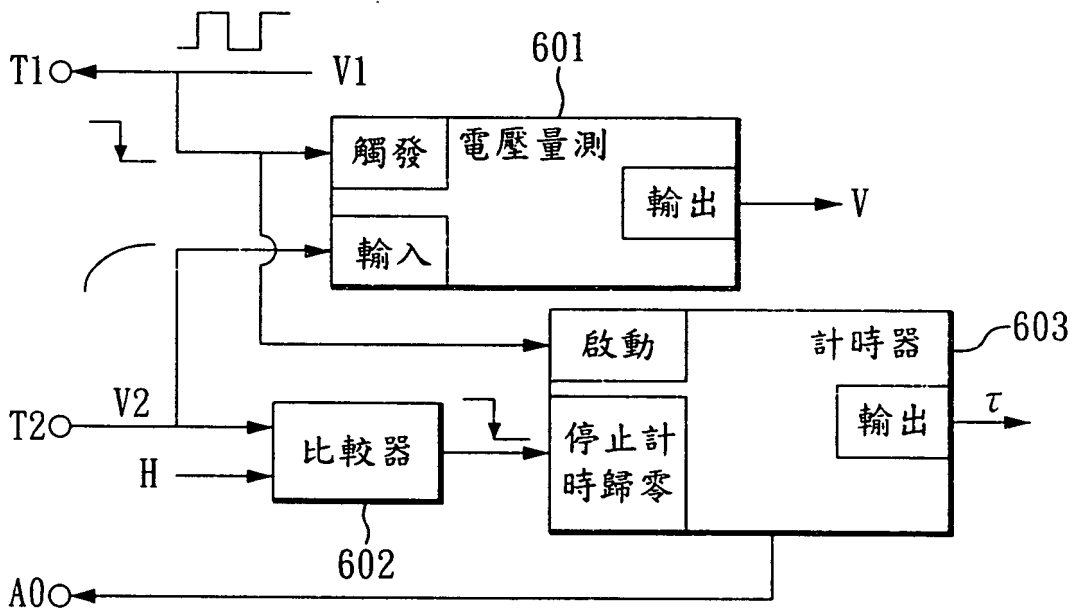 T1
V1
601
觸發
電壓量測
輸出
V
輸入
啟動
計時器
603
V2
T2
比較器
停止計
時歸零
輸出
τ
H
602
A0